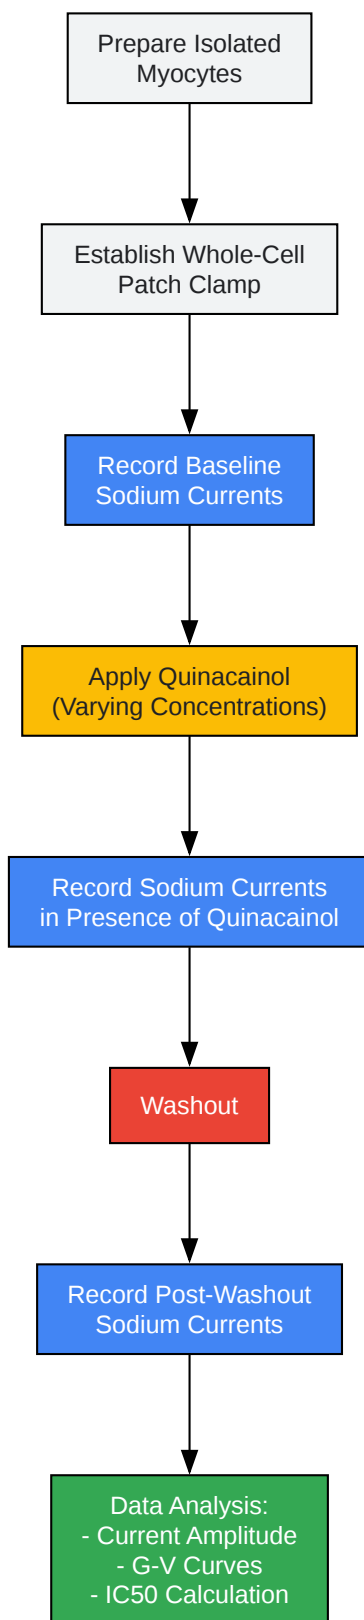 Prepare Isolated
Myocytes
Establish Whole-Cell
Patch Clamp
Record Baseline
Sodium Currents
Apply Quinacainol
(Varying Concentrations)
Record Sodium Currents
in Presence of Quinacainol
Washout
Record Post-Washout
Sodium Currents
Data Analysis:
- Current Amplitude
- G-V Curves
- IC50 Calculation